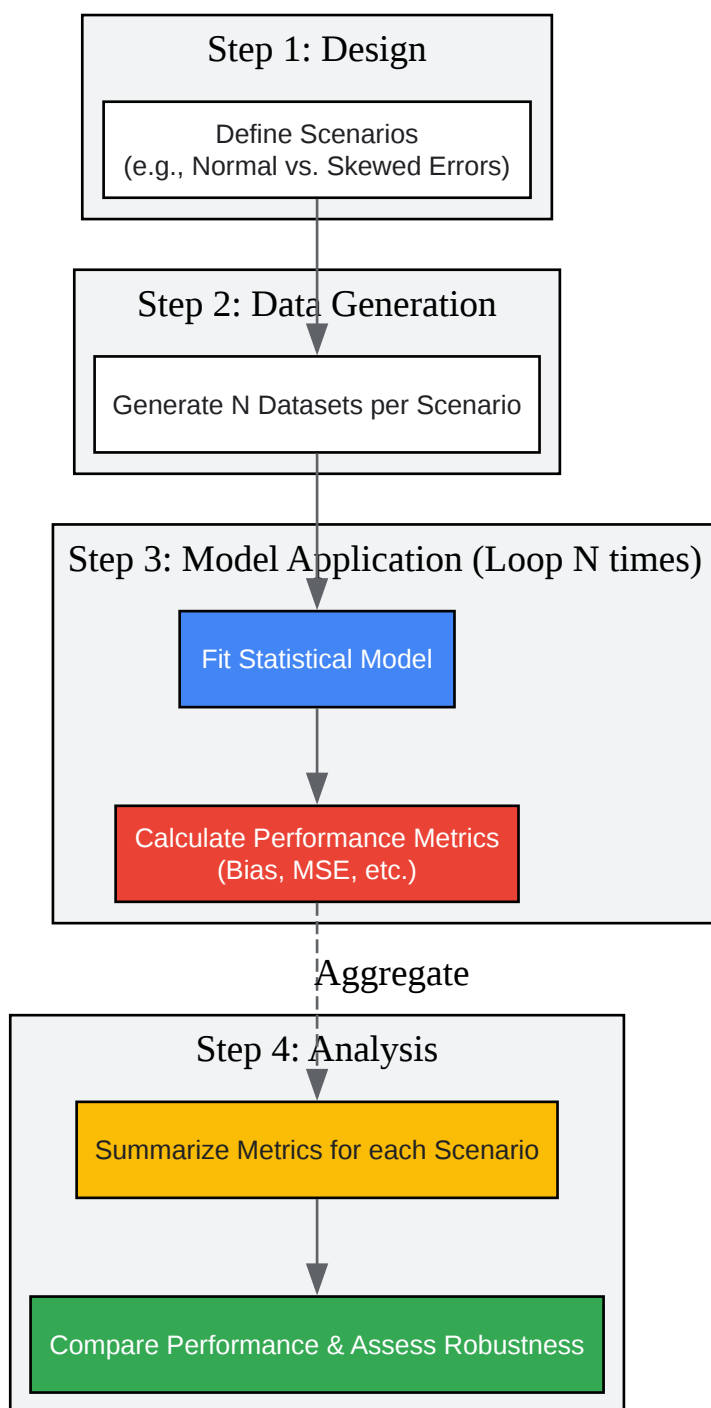 Step 1: Design
Define Scenarios
(e.g., Normal vs. Skewed Errors)
Step 2: Data Generation
Generate N Datasets per Scenario
Step 3: Model Application (Loop N times)
Fit Statistical Model
Calculate Performance Metrics
(Bias, MSE, etc.)
Aggregate
Step 4: Analysis
Summarize Metrics for each Scenario
Compare Performance & Assess Robustness